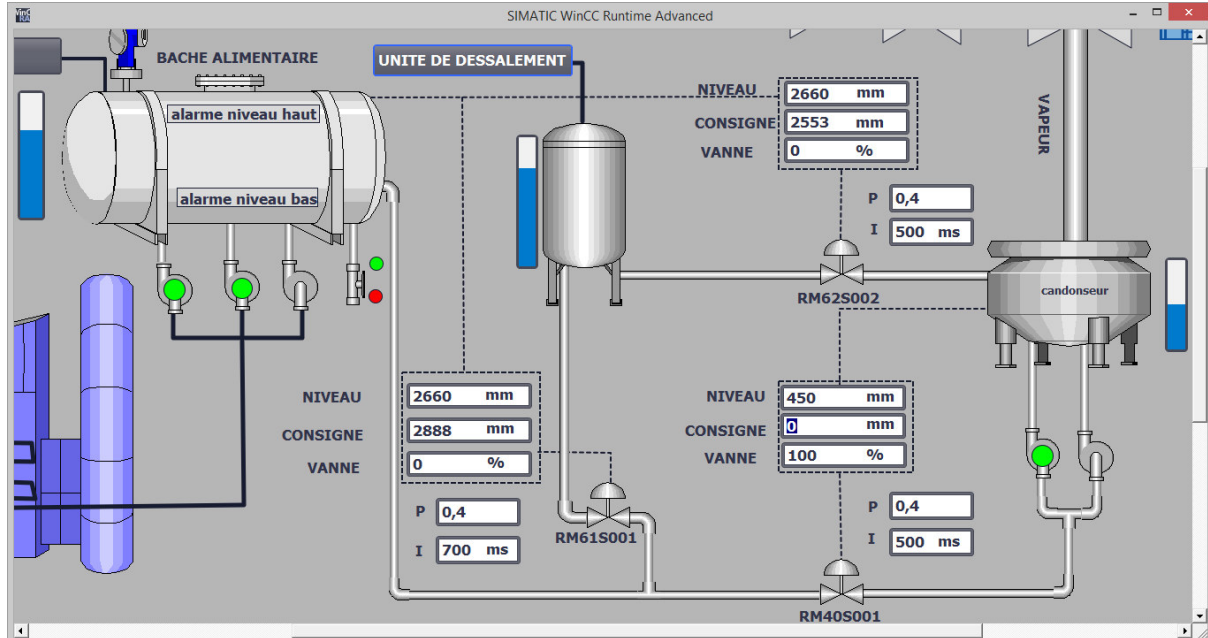 SIMATIC WinCC Runtime Advanced
BACHE ALIMENTAIRE
UNITE DE DESSALEMENT
alarme niveau haut
alarme niveau bas
NIVEAU 2660 mm
CONSIGNE 2553 mm
VANNE 0 %
P 0,4
I 500 ms
VAPEUR
RM62S002
candonseur
NIVEAU 2660 mm
CONSIGNE 2888 mm
VANNE 0 %
P 0,4
I 700 ms
RM61S001
NIVEAU 450 mm
CONSIGNE 0 mm
VANNE 100 %
P 0,4
I 500 ms
RM40S001